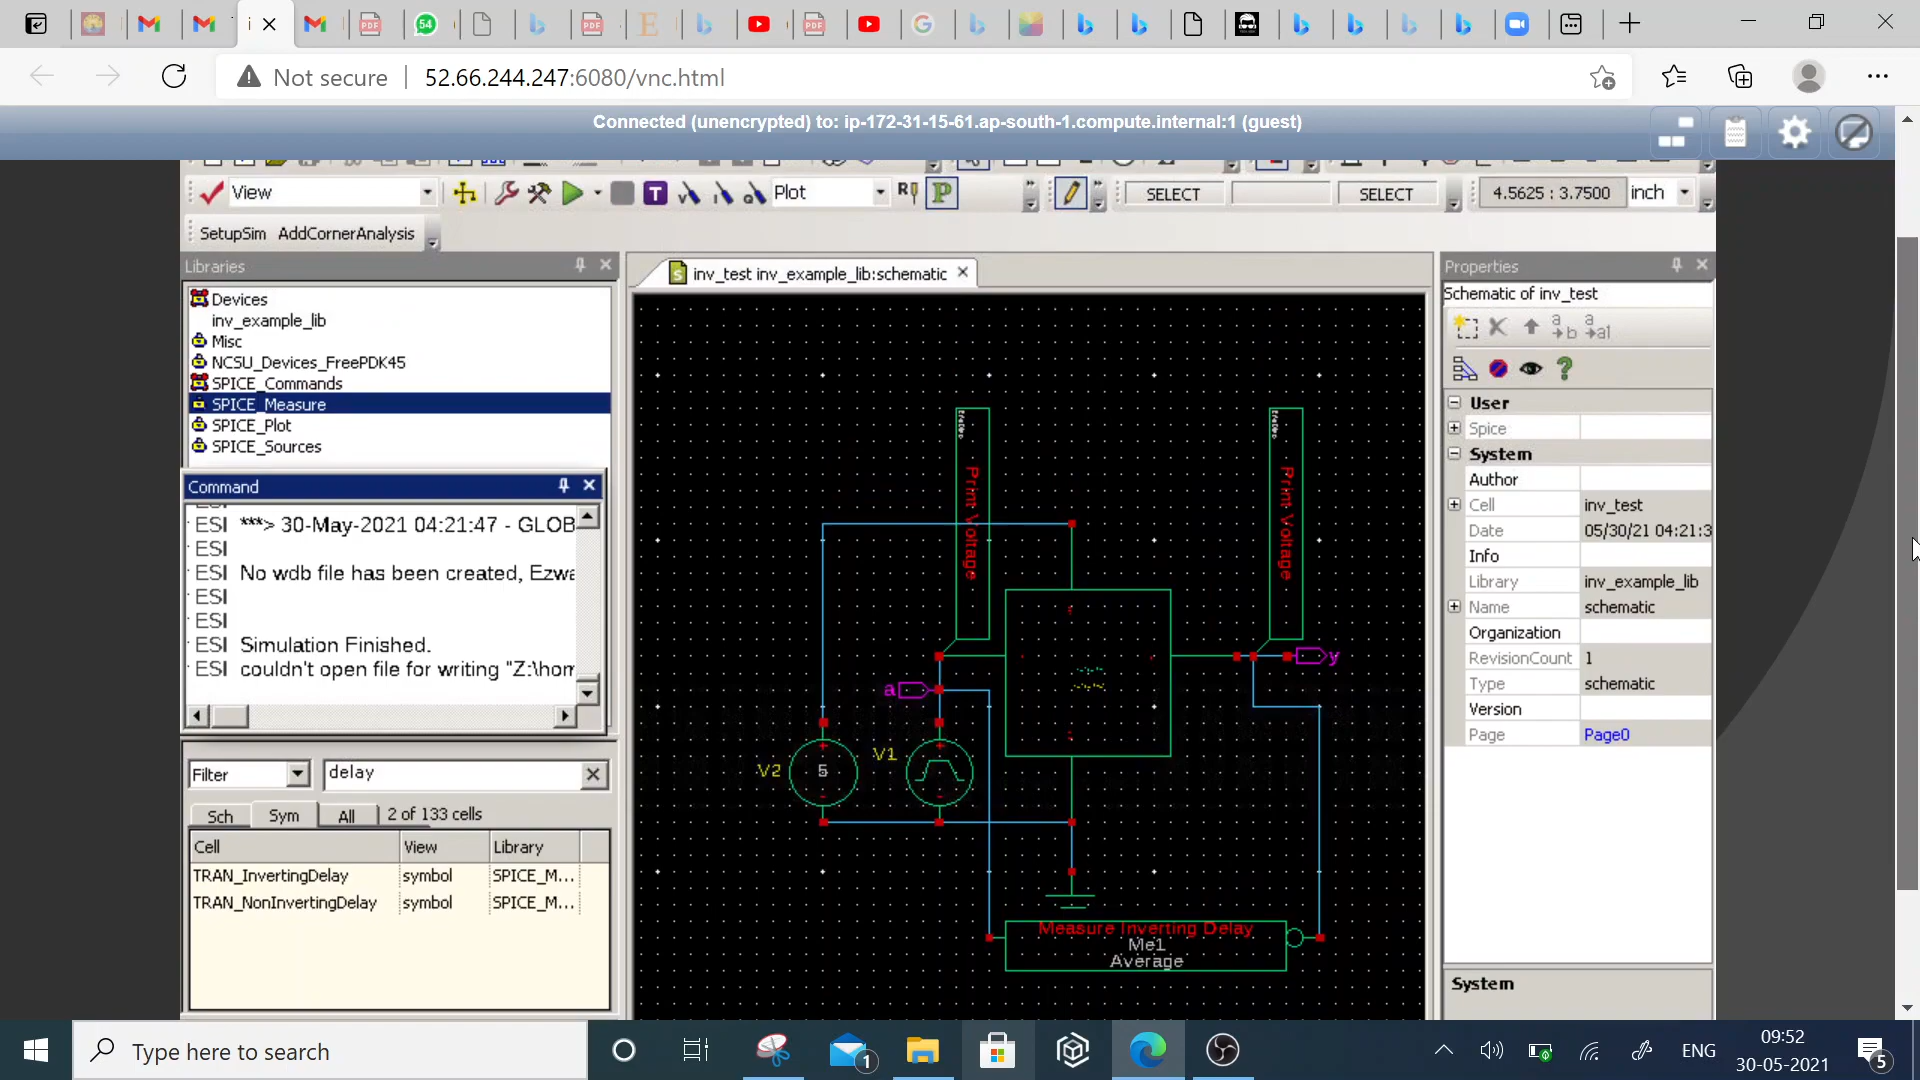 54
Not secure
52.66.244.247:6080/vnc.html
Connected (unencrypted) to: ip-172-31-15-61.ap-south-1.compute.internal:1 (guest)
View
Plot
SELECT
SELECT
4.5625 : 3.7500
inch
SetupSim AddCornerAnalysis
Libraries
Devices
inv_example_lib
Misc
NCSU_Devices_FreePDK45
SPICE_Commands
SPICE_Measure
SPICE_Plot
SPICE_Sources
Command
ESI ***> 30-May-2021 04:21:47 - GLOB
ESI
ESI No wdb file has been created, Ezwa
ESI
ESI
ESI Simulation Finished.
ESI couldn't open file for writing "Z:\hom
Filter
delay
Sch
Sym
All
2 of 133 cells
Cell View Library
TRAN_InvertingDelay symbol SPICE_M...
TRAN_NonInvertingDelay symbol SPICE_M...
inv_test inv_example_lib:schematic
Print Voltage
Print Voltage
a
y
V2
5
V1
Measure Inverting Delay
Me1
Average
Properties
Schematic of inv_test
User
Spice
System
Author
Cell inv_test
Date 05/30/21 04:21:3
Info
Library inv_example_lib
Name schematic
Organization
RevisionCount 1
Type schematic
Version
Page Page0
System
Type here to search
1
ENG
09:52
30-05-2021
5